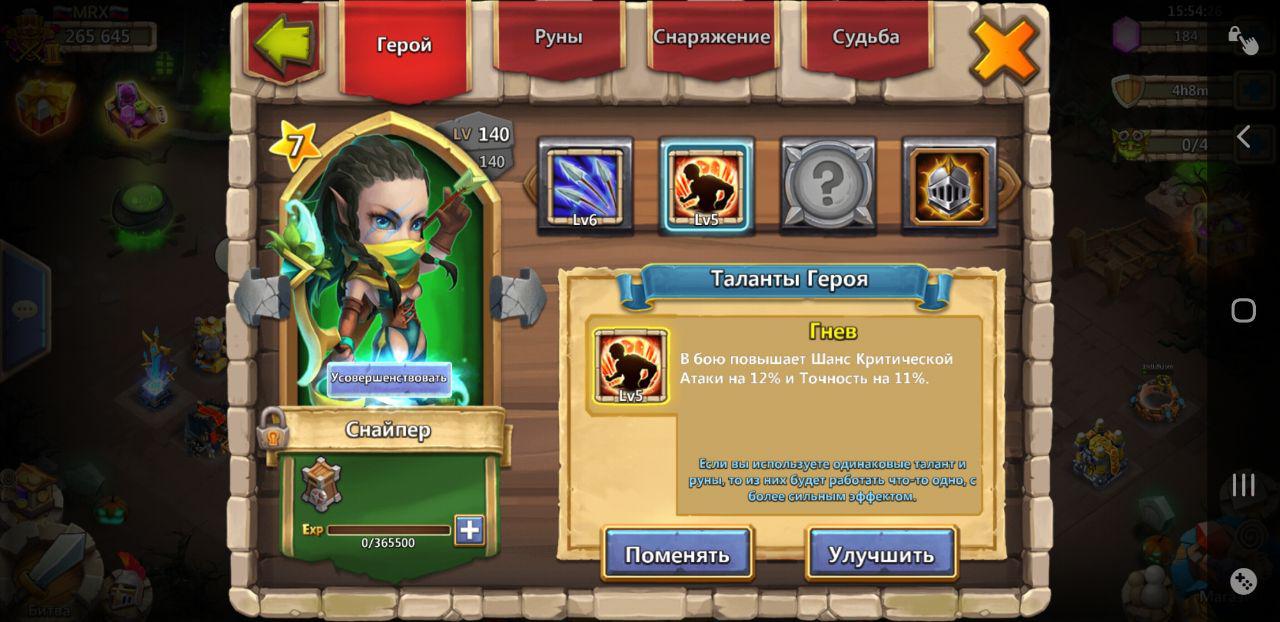 MRX
265 645
II
Герой
Руны
Снаряжение
Судьба
15:54:26
184
4h8m
0/4
7
LV 140
140
Lv6
Lv5
?
Таланты Героя
Гнев
В бою повышает Шанс Критической
Атаки на 12% и Точность на 11%.
Lv5
Если вы используете одинаковые талант и
руны, то из них будет работать что-то одно, с
более сильным эффектом.
Усовершенствовать
Снайпер
Exp
0/365500
Поменять
Улучшить
Битва